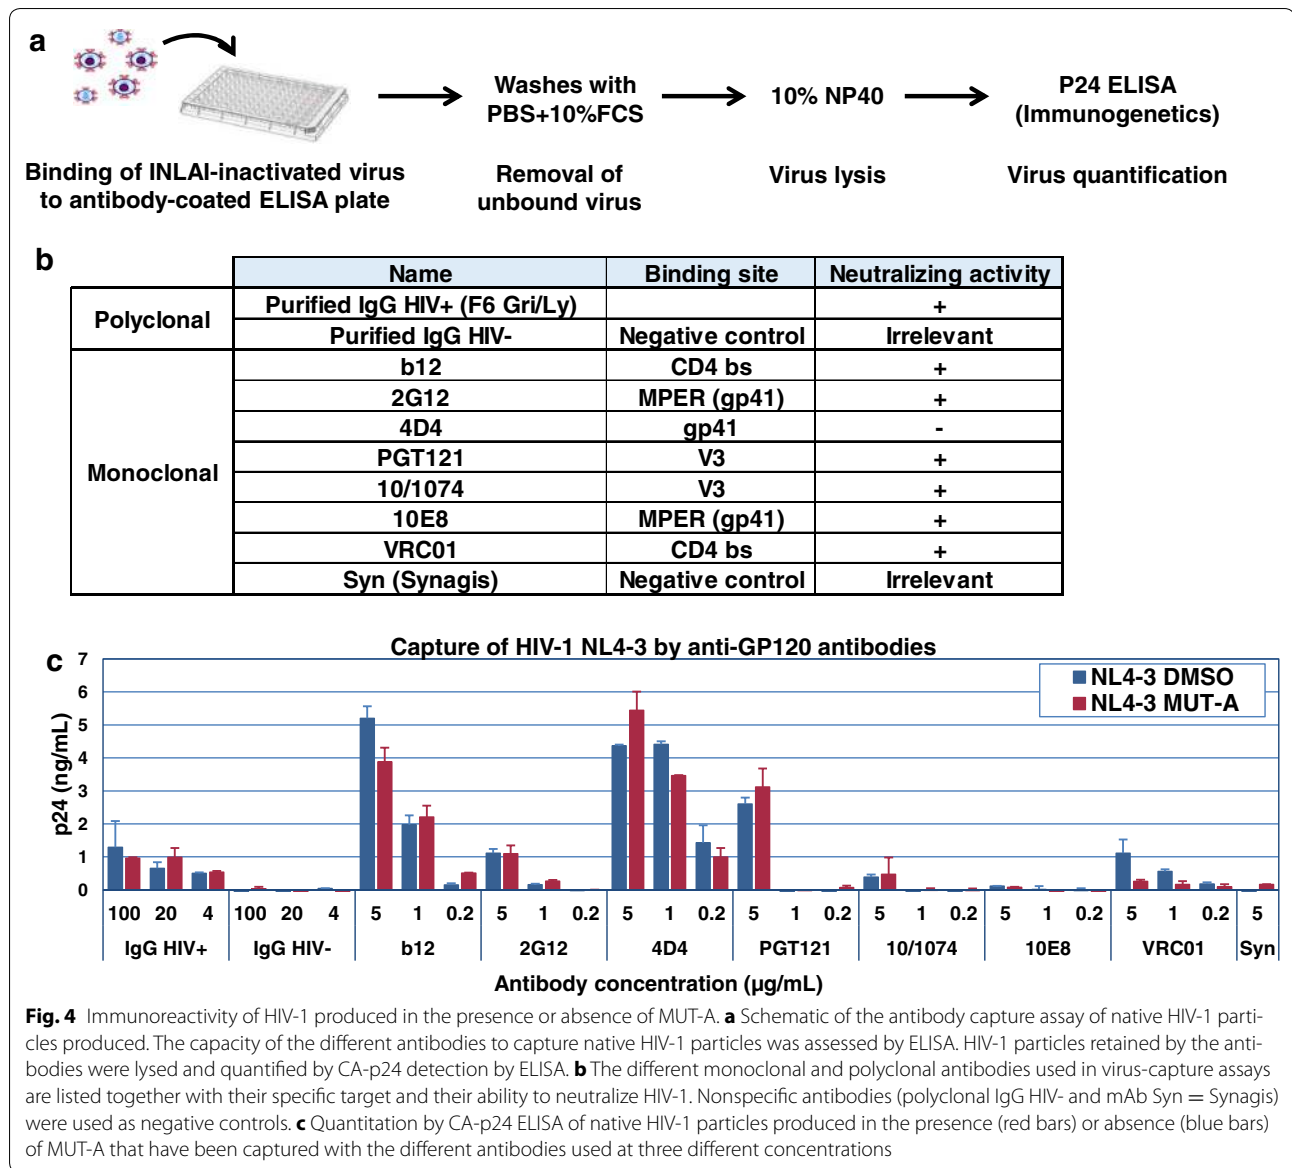 a
Washes with
PBS+10%FCS
10% NP40
P24 ELISA
(Immunogenetics)
Binding of INLAI-inactivated virus
to antibody-coated ELISA plate
Removal of
unbound virus
Virus lysis
Virus quantification
b
Name Binding site Neutralizing activity
Polyclonal
Purified IgG HIV+ (F6 Gri/Ly) +
Purified IgG HIV- Negative control Irrelevant
Monoclonal
b12 CD4 bs +
2G12 MPER (gp41) +
4D4 gp41 -
PGT121 V3 +
10/1074 V3 +
10E8 MPER (gp41) +
VRC01 CD4 bs +
Syn (Synagis) Negative control Irrelevant
c
Capture of HIV-1 NL4-3 by anti-GP120 antibodies
NL4-3 DMSO
NL4-3 MUT-A
p24 (ng/mL)
7
6
5
4
3
2
1
0
100 20 4 100 20 4 5 1 0.2 5 1 0.2 5 1 0.2 5 1 0.2 5 1 0.2 5 1 0.2 5 1 0.2 5
IgG HIV+ IgG HIV- b12 2G12 4D4 PGT121 10/1074 10E8 VRC01 Syn
Antibody concentration (µg/mL)
Fig. 4 Immunoreactivity of HIV-1 produced in the presence or absence of MUT-A. a Schematic of the antibody capture assay of native HIV-1 parti-
cles produced. The capacity of the different antibodies to capture native HIV-1 particles was assessed by ELISA. HIV-1 particles retained by the anti-
bodies were lysed and quantified by CA-p24 detection by ELISA. b The different monoclonal and polyclonal antibodies used in virus-capture assays
are listed together with their specific target and their ability to neutralize HIV-1. Nonspecific antibodies (polyclonal IgG HIV- and mAb Syn = Synagis)
were used as negative controls. c Quantitation by CA-p24 ELISA of native HIV-1 particles produced in the presence (red bars) or absence (blue bars)
of MUT-A that have been captured with the different antibodies used at three different concentrations